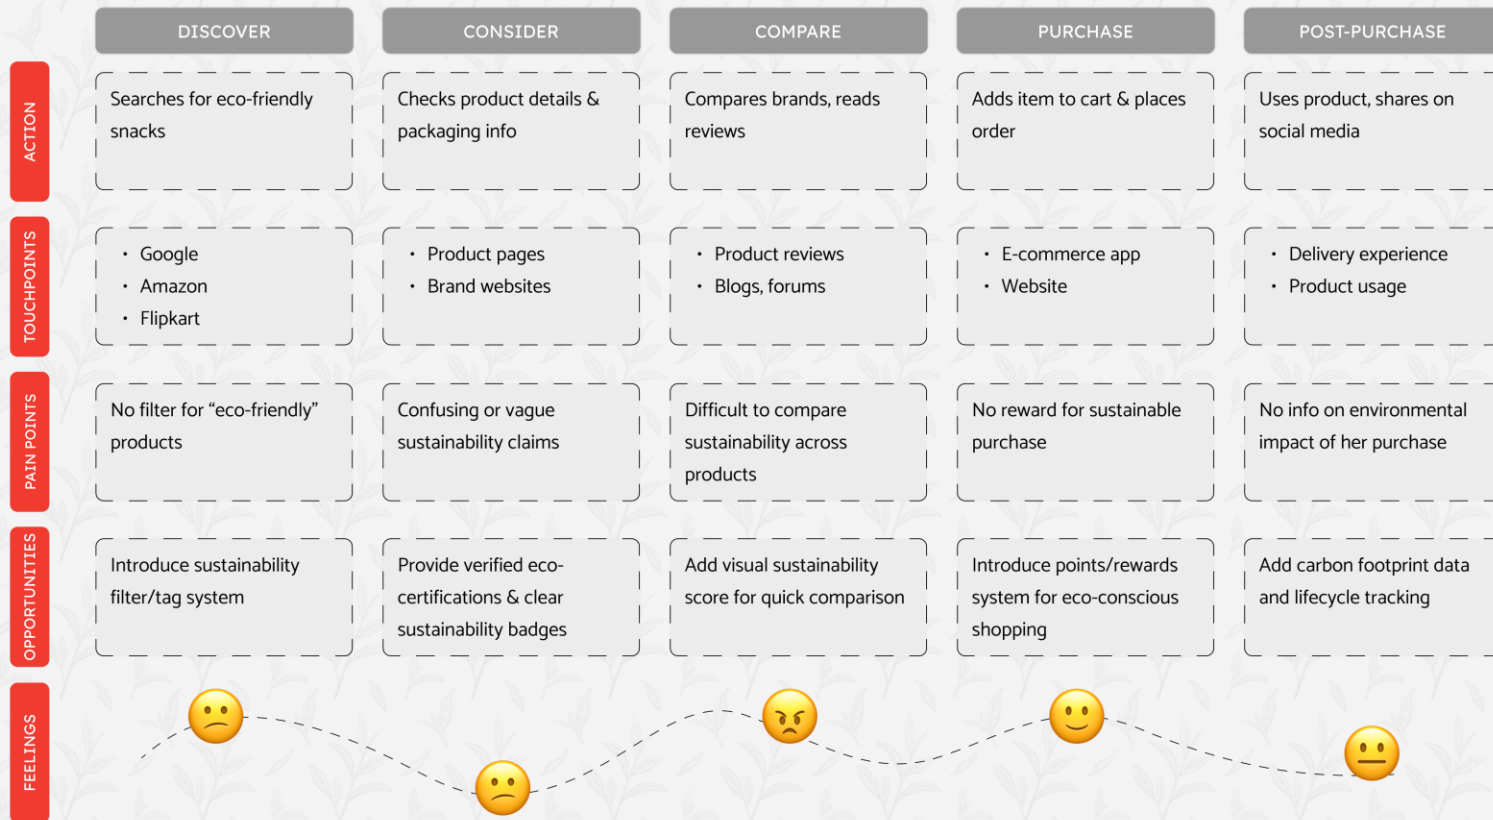 DISCOVER
CONSIDER
COMPARE
PURCHASE
POST-PURCHASE
ACTION
Searches for eco-friendly
snacks
Checks product details &
packaging info
Compares brands, reads
reviews
Adds item to cart & places
order
Uses product, shares on
social media
TOUCHPOINTS
• Google
• Amazon
• Flipkart
• Product pages
• Brand websites
• Product reviews
• Blogs, forums
• E-commerce app
• Website
• Delivery experience
• Product usage
PAIN POINTS
No filter for “eco-friendly”
products
Confusing or vague
sustainability claims
Difficult to compare
sustainability across
products
No reward for sustainable
purchase
No info on environmental
impact of her purchase
OPPORTUNITIES
Introduce sustainability
filter/tag system
Provide verified eco-
certifications & clear
sustainability badges
Add visual sustainability
score for quick comparison
Introduce points/rewards
system for eco-conscious
shopping
Add carbon footprint data
and lifecycle tracking
FEELINGS